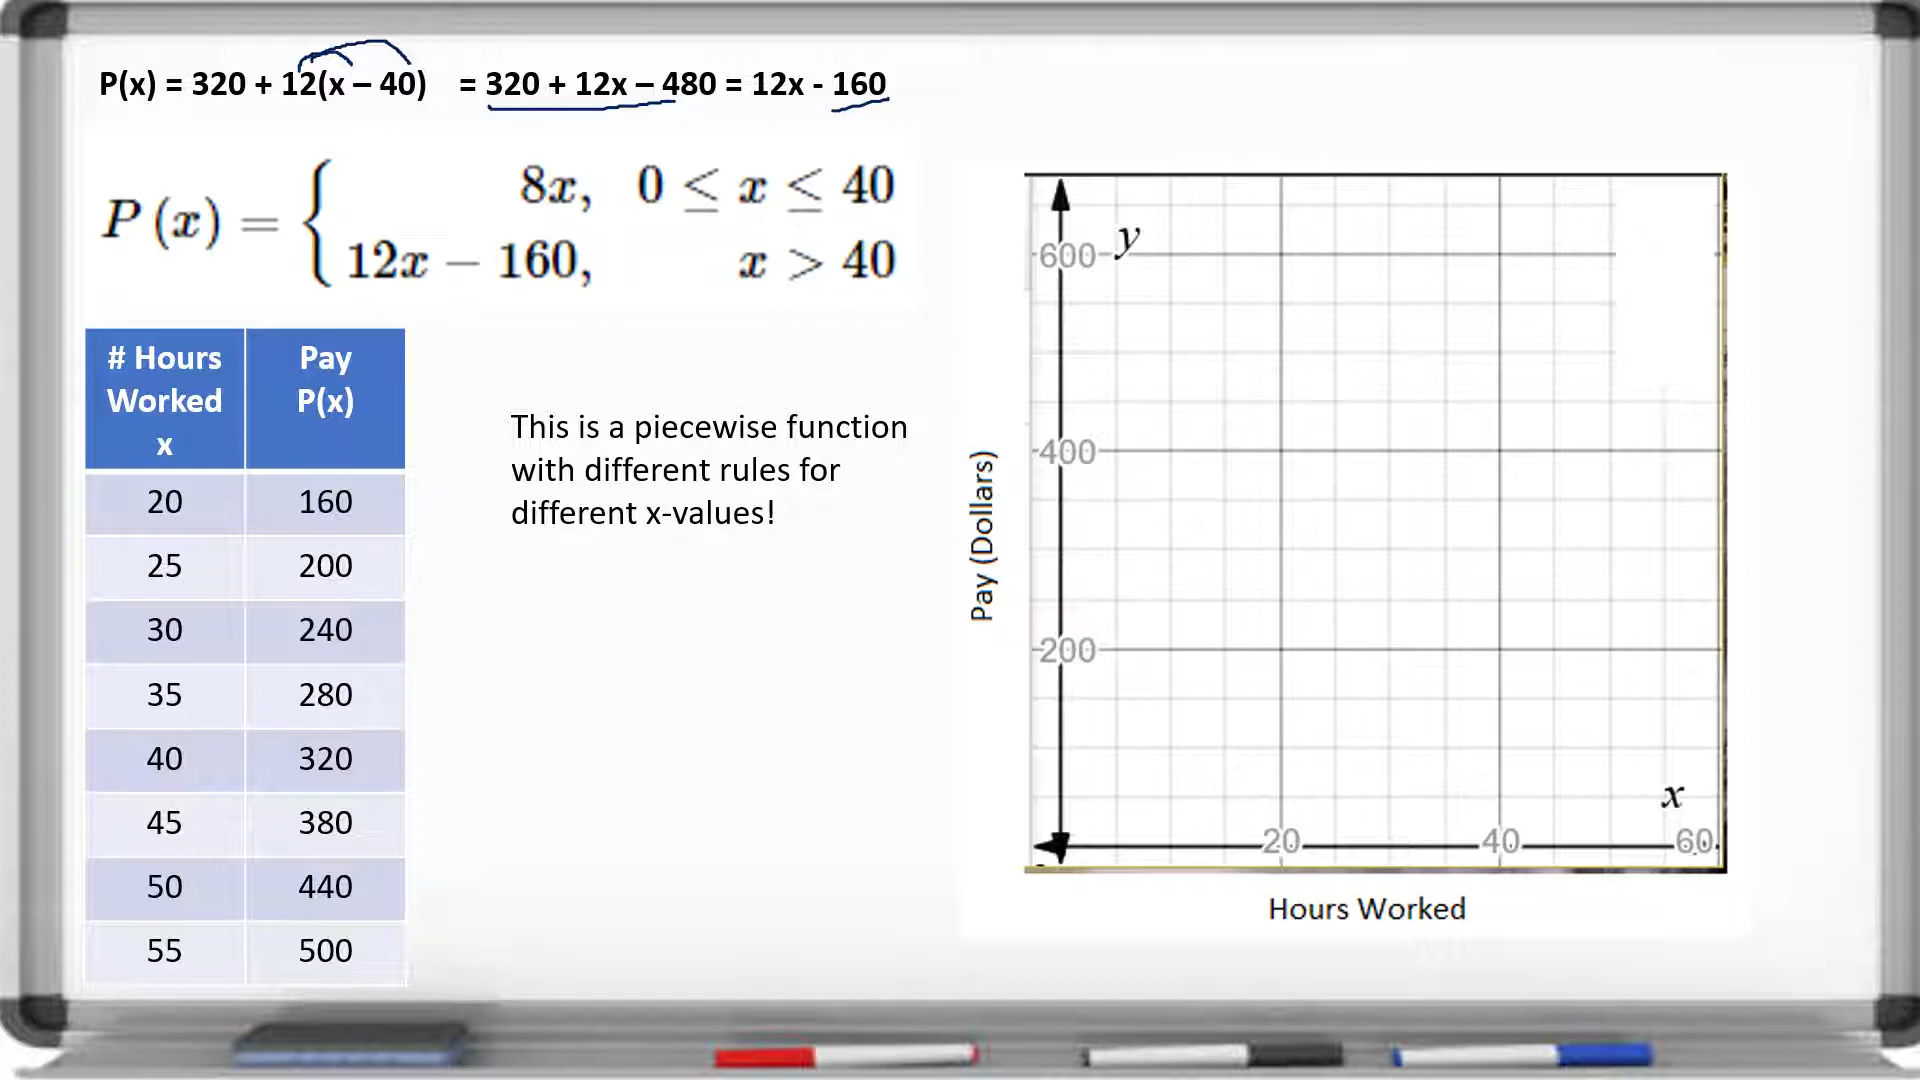 P(x) = 320 + 12(x – 40) = 320 + 12x – 480 = 12x - 160
P(x) = { 8x, 0 ≤ x ≤ 40
12x − 160, x > 40
# Hours Worked x Pay P(x)
20 160
25 200
30 240
35 280
40 320
45 380
50 440
55 500
This is a piecewise function
with different rules for
different x-values!
y
600
400
200
Pay (Dollars)
x
20 40 60
Hours Worked